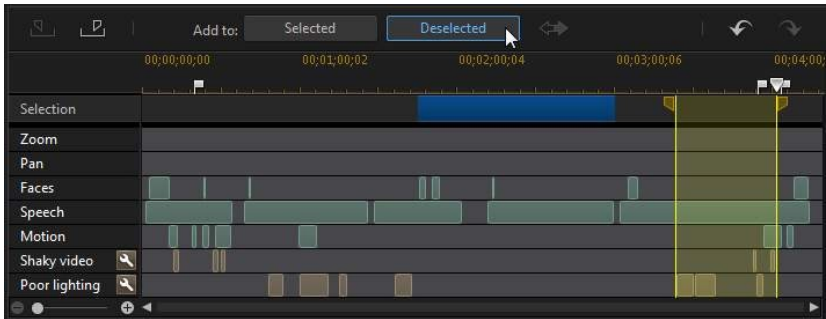 Add to: Selected Deselected
00;00;00;00 00;01;00;02 00;02;00;04 00;03;00;06 00;04;00;
Selection
Zoom
Pan
Faces
Speech
Motion
Shaky video
Poor lighting